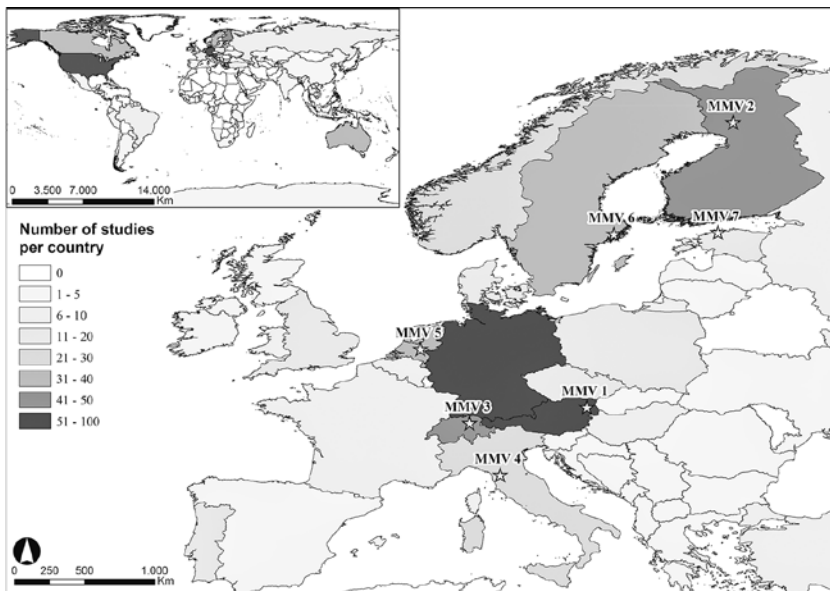 0 3.500 7.000 14.000
Km
Number of studies
per country
0
1 - 5
6 - 10
11 - 20
21 - 30
31 - 40
41 - 50
51 - 100
MMV 2
MMV 6
MMV 7
MMV 5
MMV 1
MMV 3
MMV 4
0 250 500 1.000
Km